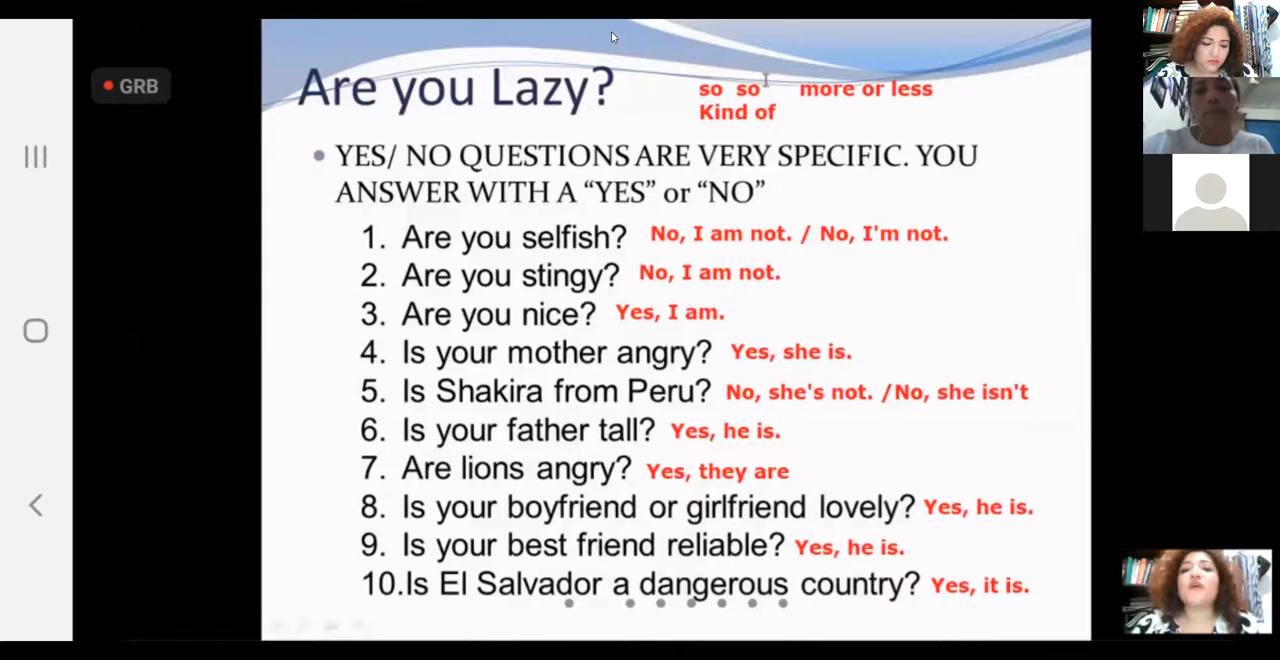 GRB
Are you Lazy?
so so more or less
Kind of
YES/ NO QUESTIONS ARE VERY SPECIFIC. YOU
ANSWER WITH A “YES” or “NO”
1. Are you selfish? No, I am not. / No, I'm not.
2. Are you stingy? No, I am not.
3. Are you nice? Yes, I am.
4. Is your mother angry? Yes, she is.
5. Is Shakira from Peru? No, she's not. /No, she isn't
6. Is your father tall? Yes, he is.
7. Are lions angry? Yes, they are
8. Is your boyfriend or girlfriend lovely? Yes, he is.
9. Is your best friend reliable? Yes, he is.
10.Is El Salvador a dangerous country? Yes, it is.